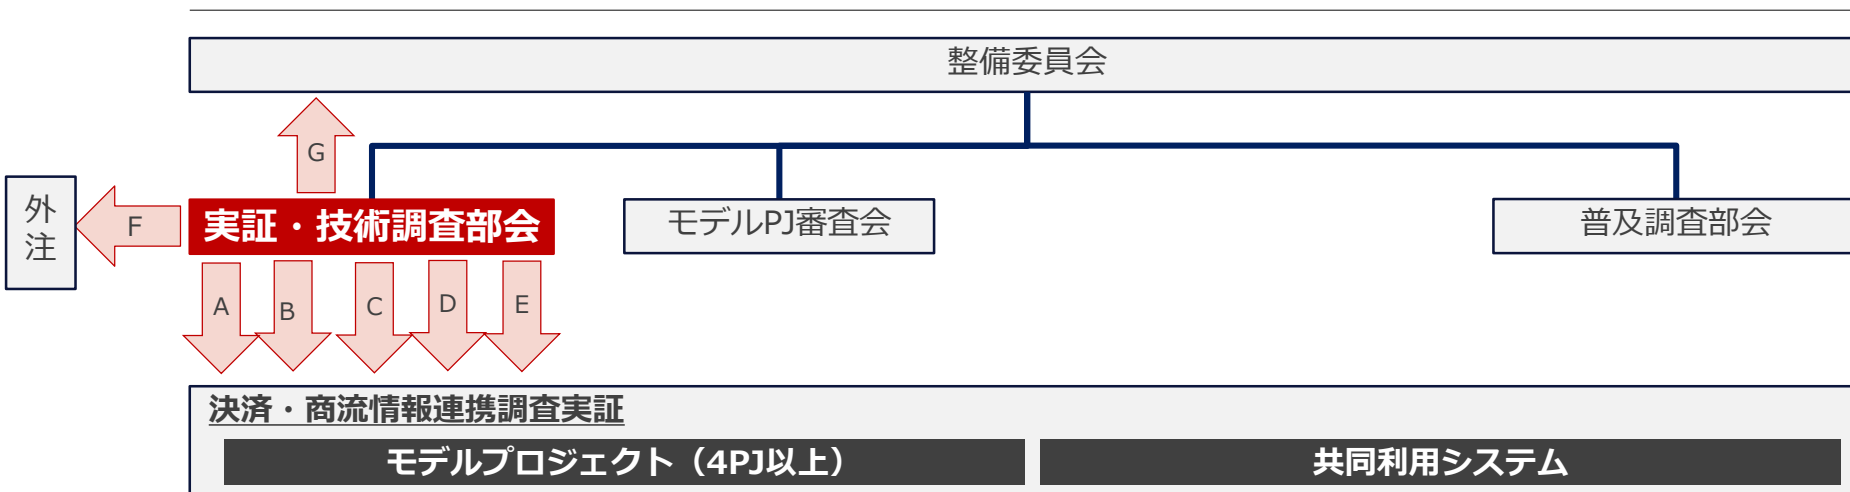 整備委員会
G
外
注
F
実証・技術調査部会
モデルPJ審査会
普及調査部会
A
B
C
D
E
決済・商流情報連携調査実証
モデルプロジェクト（4PJ以上）
共同利用システム